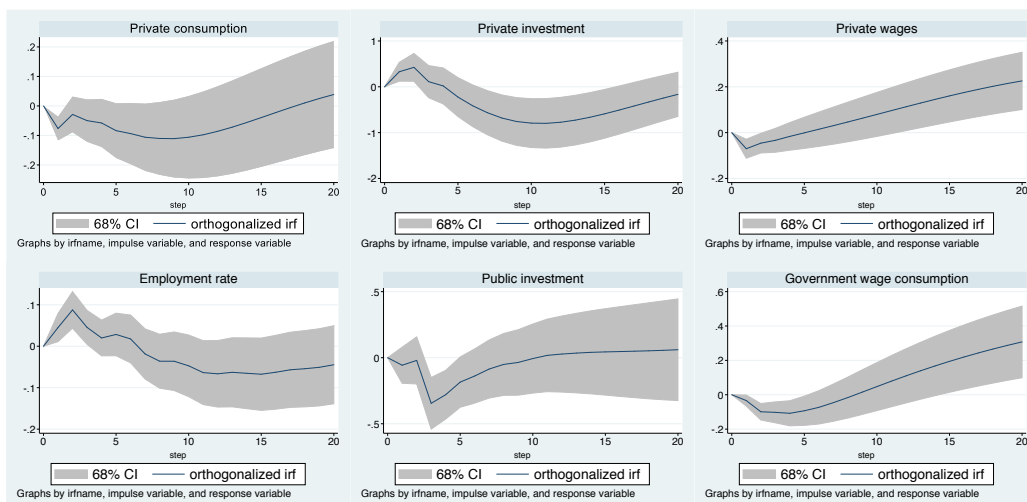 Private consumption
.2
.1
0
-.1
-.2
0 5 10 15 20
step
68% CI orthogonalized irf
Graphs by irfname, impulse variable, and response variable
Private investment
1
0
-1
-2
0 5 10 15 20
step
68% CI orthogonalized irf
Graphs by irfname, impulse variable, and response variable
Private wages
.4
.2
0
-.2
0 5 10 15 20
step
68% CI orthogonalized irf
Graphs by irfname, impulse variable, and response variable
Employment rate
.1
0
-.1
-.2
0 5 10 15 20
step
68% CI orthogonalized irf
Graphs by irfname, impulse variable, and response variable
Public investment
.5
0
-.5
0 5 10 15 20
step
68% CI orthogonalized irf
Graphs by irfname, impulse variable, and response variable
Government wage consumption
.6
.4
.2
0
-.2
0 5 10 15 20
step
68% CI orthogonalized irf
Graphs by irfname, impulse variable, and response variable